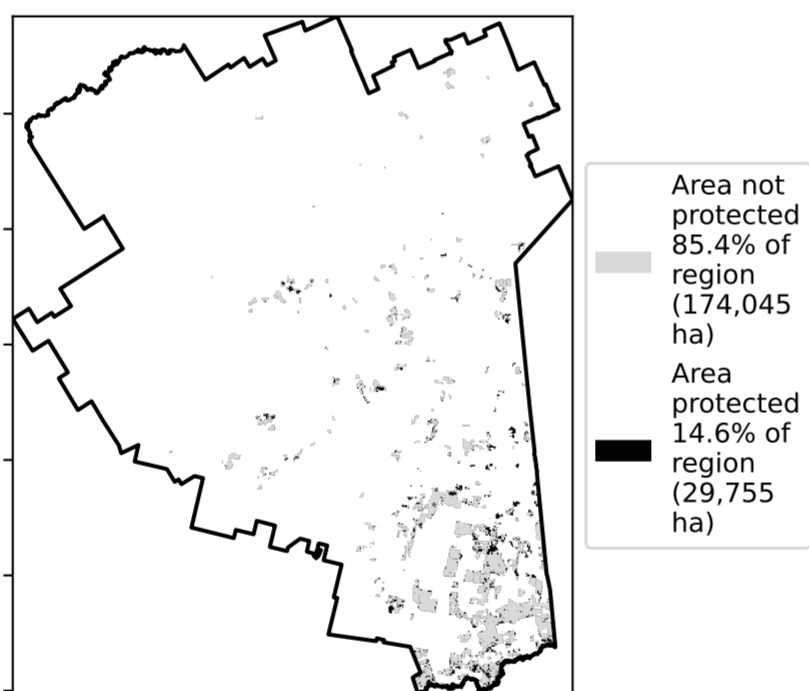 Area not
protected
85.4% of
region
(174,045
ha)
Area
protected
14.6% of
region
(29,755
ha)